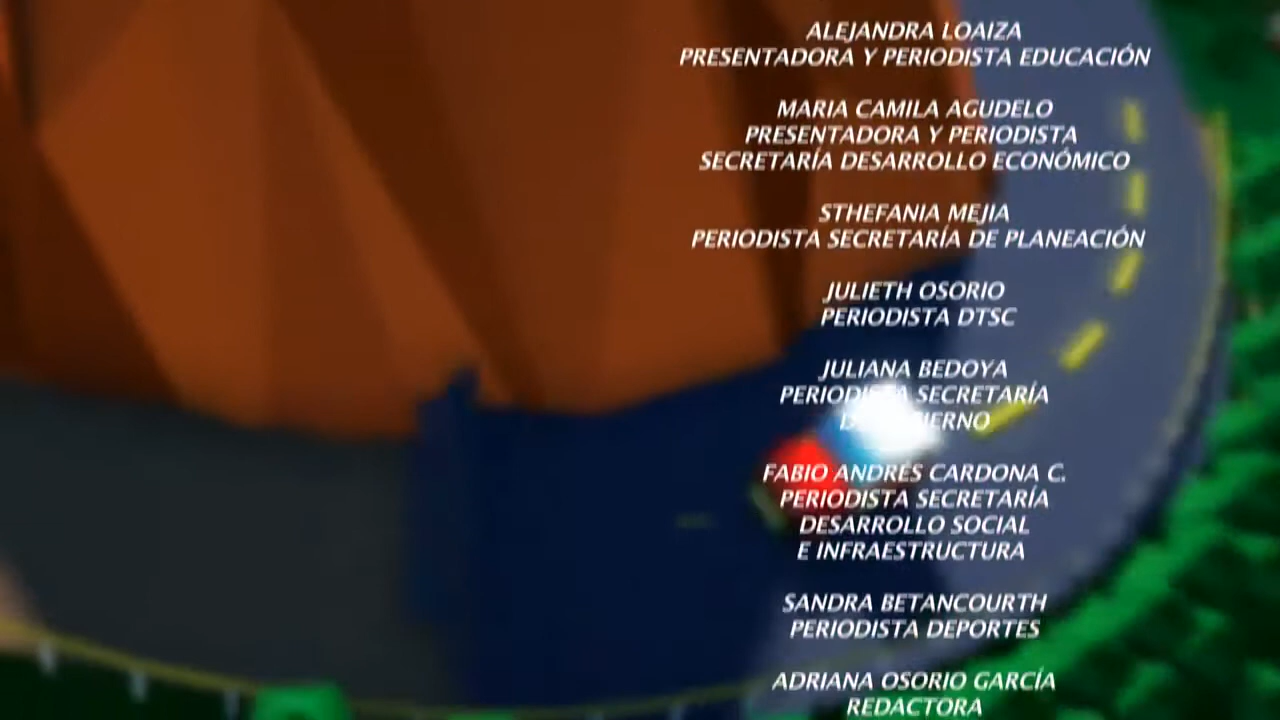 ALEJANDRA LOAIZA
PRESENTADORA Y PERIODISTA EDUCACIÓN
MARIA CAMILA AGUDELO
PRESENTADORA Y PERIODISTA
SECRETARÍA DESARROLLO ECONÓMICO
STHEFANIA MEJIA
PERIODISTA SECRETARÍA DE PLANEACIÓN
JULIETH OSORIO
PERIODISTA DTSC
JULIANA BEDOYA
PERIODISTA SECRETARÍA
FABIO ANDRÉS CARDONA C.
PERIODISTA SECRETARÍA
DESARROLLO SOCIAL
E INFRAESTRUCTURA
SANDRA BETANCOURTH
PERIODISTA DEPORTES
ADRIANA OSORIO GARCÍA
REDACTORA